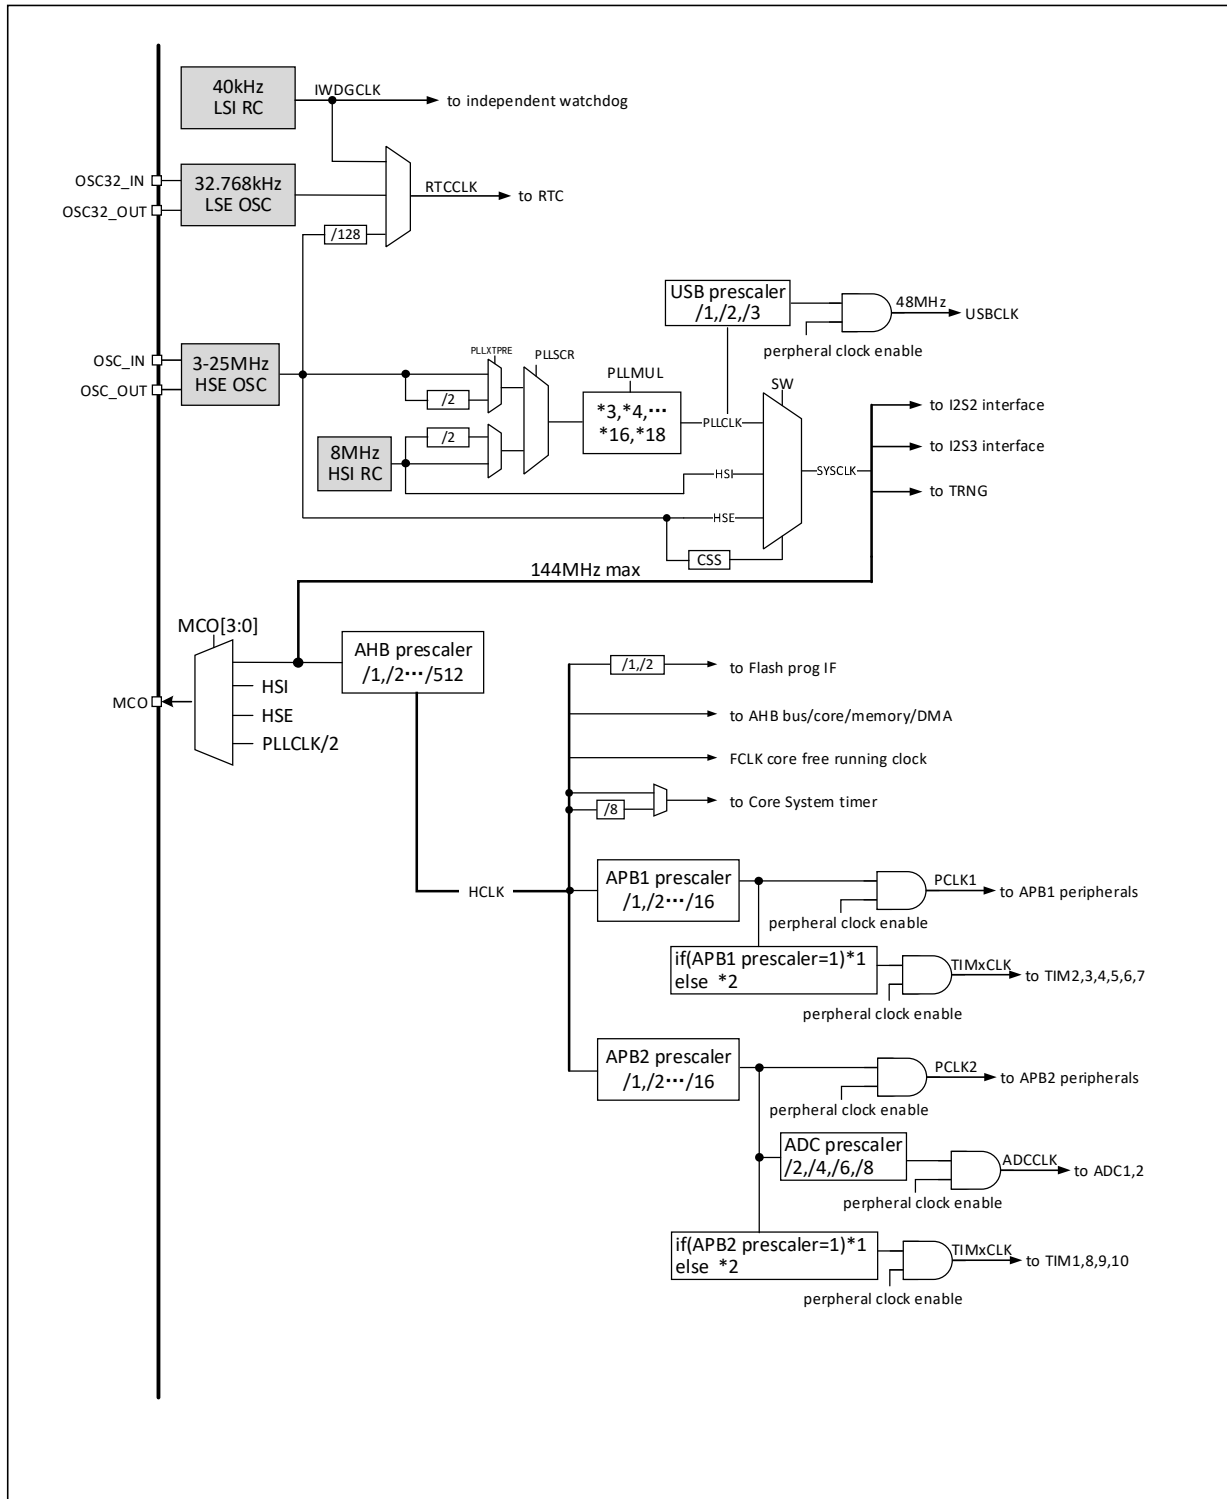 40kHz
LSI RC
IWDGCLK
to independent watchdog
OSC32_IN
OSC32_OUT
32.768kHz
LSE OSC
RTCCLK
to RTC
/128
USB prescaler
/1,/2,/3
48MHz
USBCLK
perpheral clock enable
OSC_IN
OSC_OUT
3-25MHz
HSE OSC
PLLXTPRE
PLLSCR
/2
PLLMUL
*3,*4,···
*16,*18
PLLCLK
SW
/2
8MHz
HSI RC
HSI
HSE
CSS
SYSCLK
to I2S2 interface
to I2S3 interface
to TRNG
144MHz max
MCO[3:0]
MCO
HSI
HSE
PLLCLK/2
AHB prescaler
/1,/2···/512
/1,/2
to Flash prog IF
to AHB bus/core/memory/DMA
FCLK core free running clock
/8
to Core System timer
HCLK
APB1 prescaler
/1,/2···/16
PCLK1
to APB1 peripherals
perpheral clock enable
if(APB1 prescaler=1)*1
else *2
TIMxCLK
to TIM2,3,4,5,6,7
perpheral clock enable
APB2 prescaler
/1,/2···/16
PCLK2
to APB2 peripherals
perpheral clock enable
ADC prescaler
/2,/4,/6,/8
ADCCLK
to ADC1,2
perpheral clock enable
if(APB2 prescaler=1)*1
else *2
TIMxCLK
to TIM1,8,9,10
perpheral clock enable